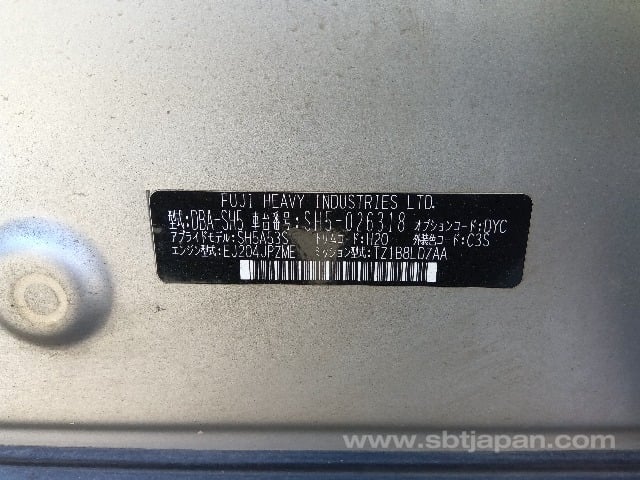 FUJI HEAVY INDUSTRIES LTD.
型式:DBA-SH5 車台番号:SH5-026318 オプションコード:QYC
アプライドモデル:SH5A53S トリムコード:H20 外装色コード:C3S
エンジン型式:EJ204JPZME ミッション型式:TZ1B8LDZAA
www.sbtjapan.com